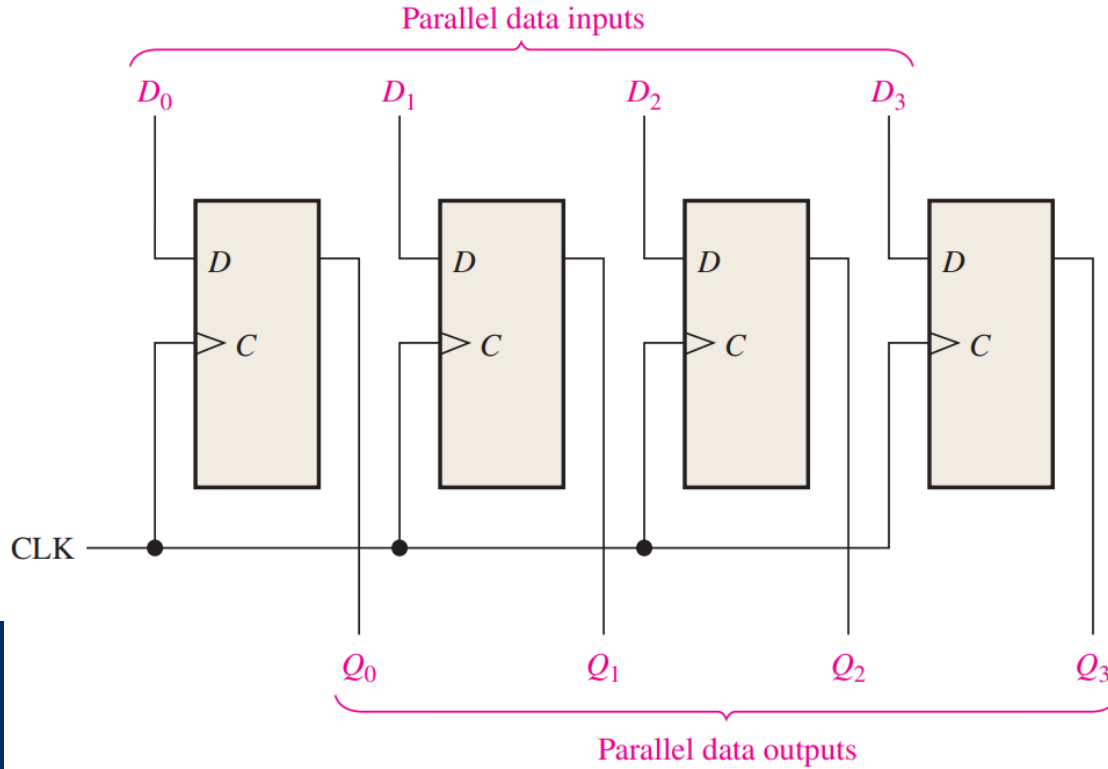 Parallel data inputs
D₀ D₁ D₂ D₃
D D D D
C C C C
CLK
Q₀ Q₁ Q₂ Q₃
Parallel data outputs